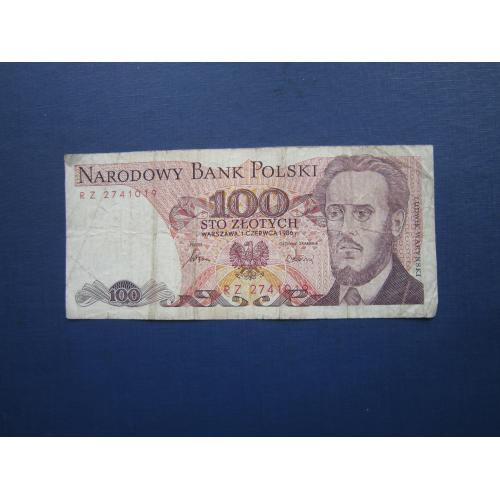 NARODOWY BANK POLSKI
RZ 2741019
100
STO ZŁOTYCH
WARSZAWA, 1 CZERWCA 1986 r.
RZ 2741019
100
LUDWIK WARYŃSKI